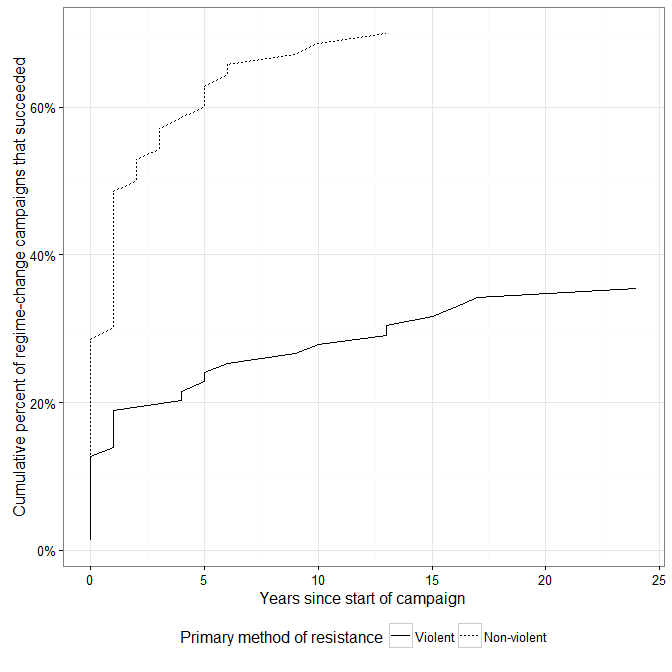 Cumulative percent of regime-change campaigns that succeeded
60%
40%
20%
0%
0 5 10 15 20 25
Years since start of campaign
Primary method of resistance Violent Non-violent